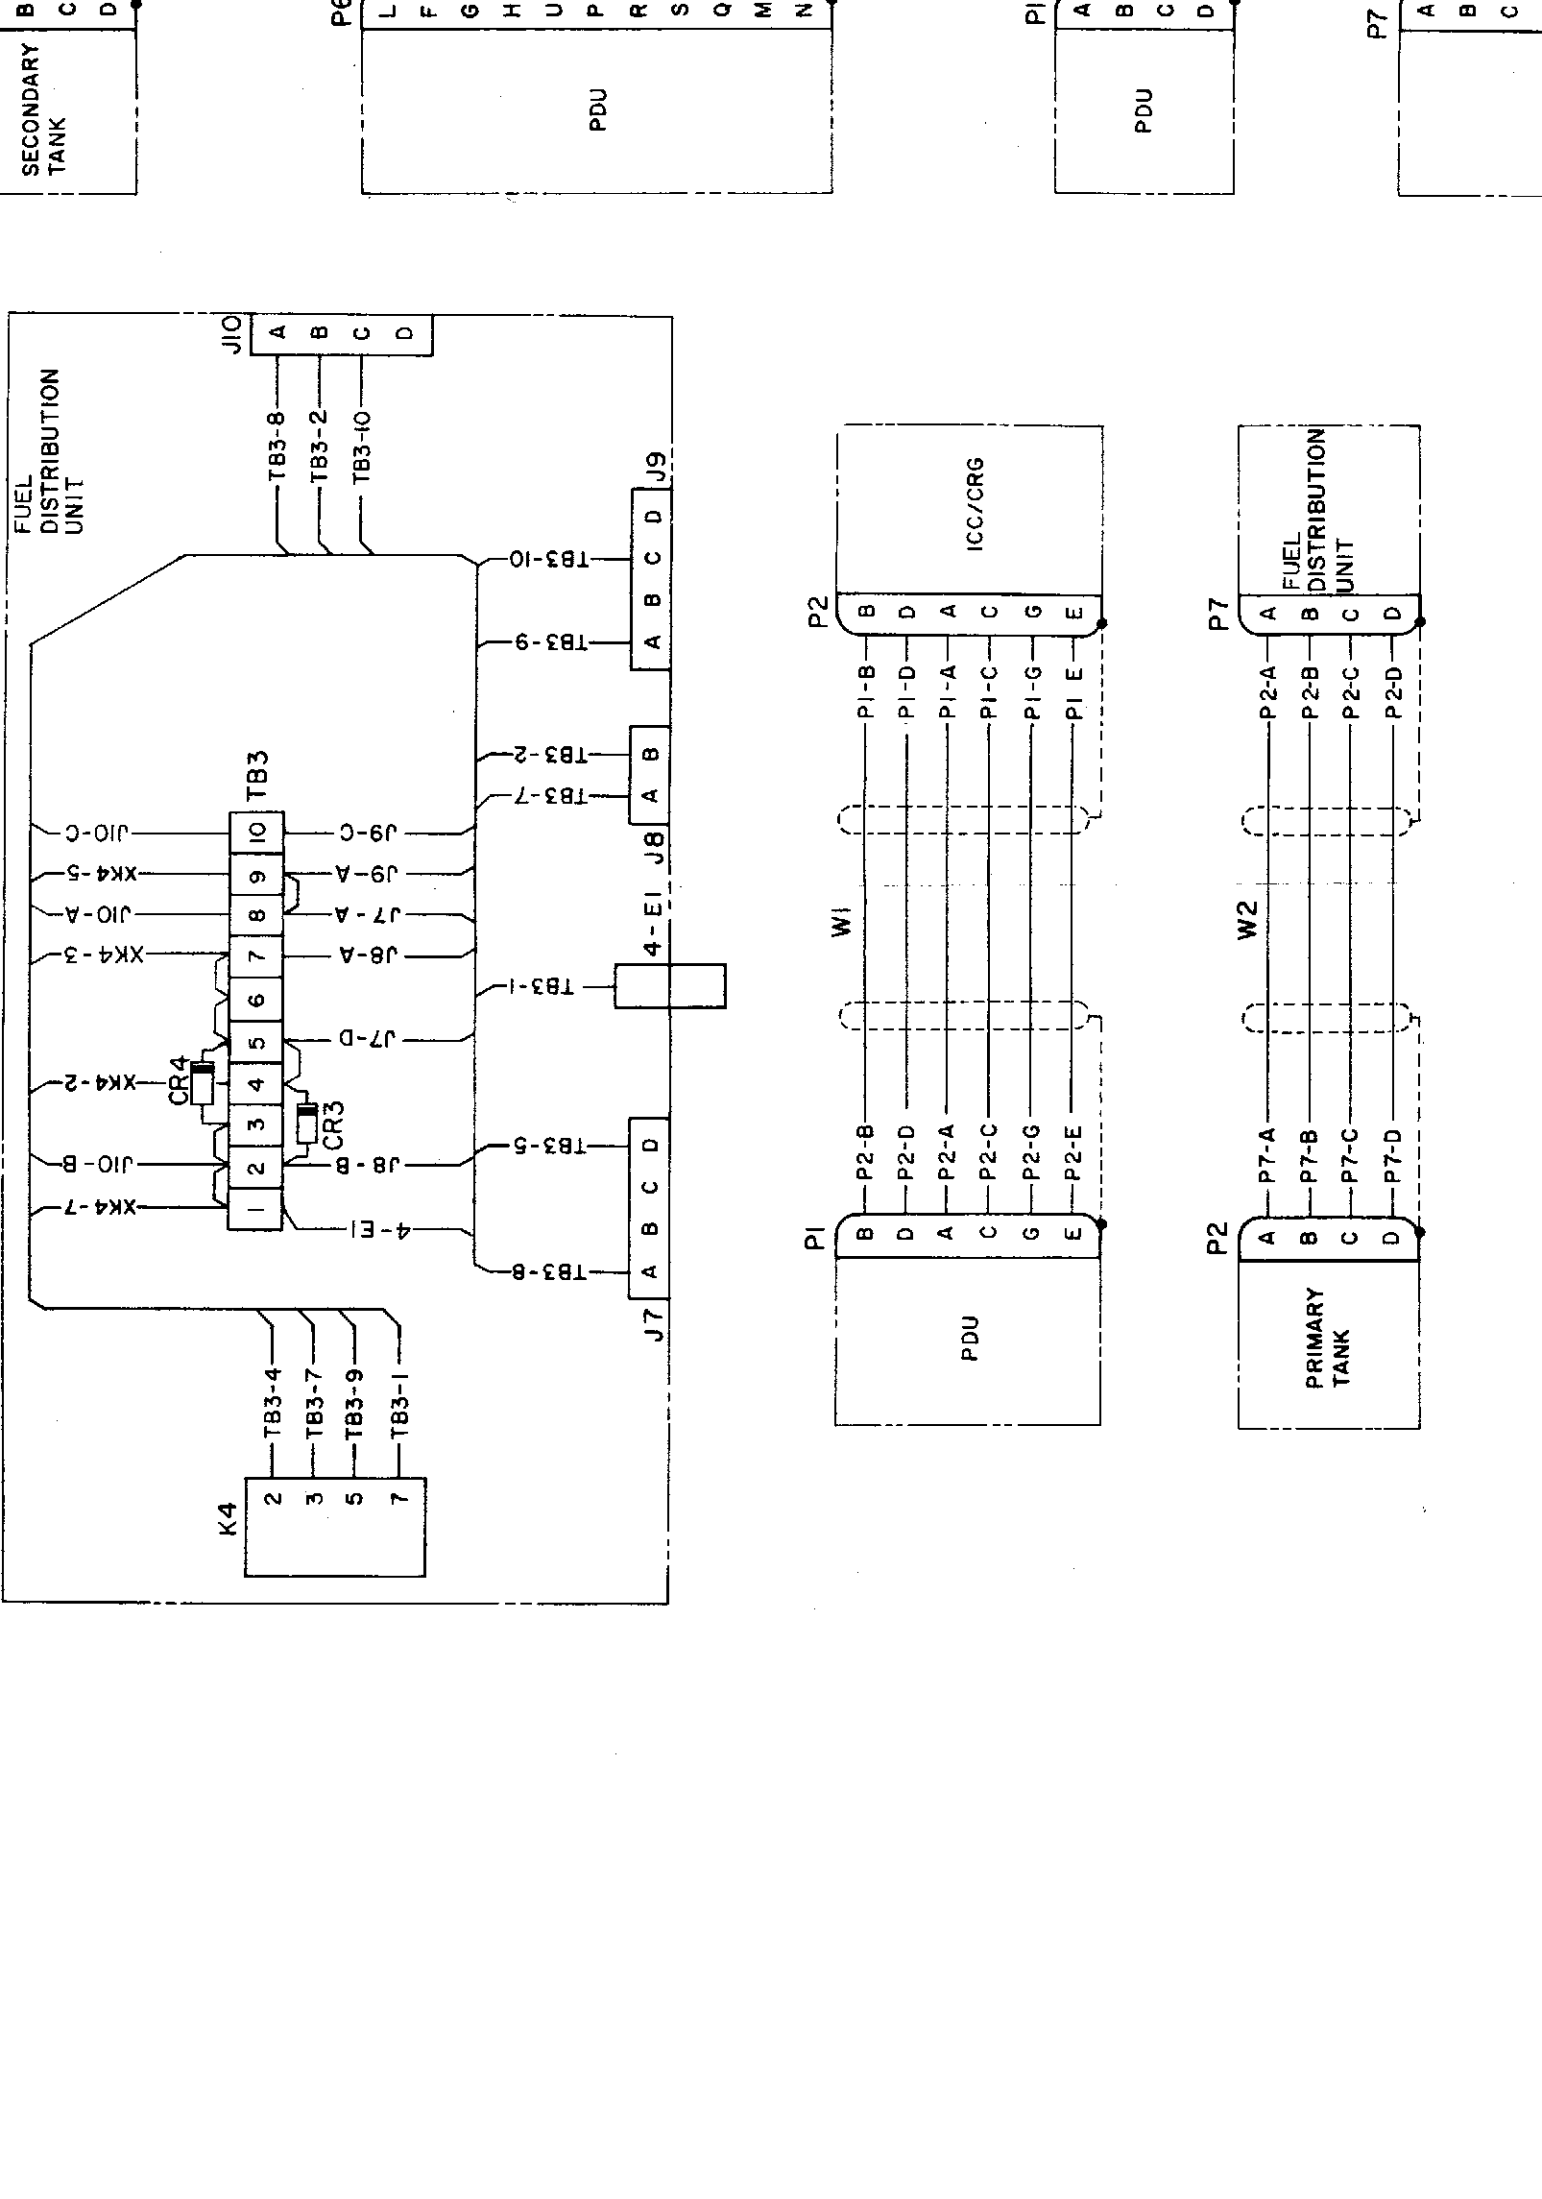 FUEL
DISTRIBUTION
UNIT
K4
2
3
5
7
TB3-4
TB3-7
TB3-9
TB3-1
XK4-7
J10-B
XK4-2
XK4-3
J10-A
XK4-5
J10-C
CR4
1 2 3 4 5 6 7 8 9 10
TB3
CR3
4-E1
J8-B
J7-D
J8-A
J7-A
J9-A
J9-C
TB3-8
TB3-2
TB3-10
J10
A
B
C
D
TB3-8
TB3-5
TB3-1
TB3-7
TB3-2
TB3-9
TB3-10
J7
A B C D
4-E1
J8
A B
A B C D
J9
PDU
P1
B
D
A
C
G
E
P2-B
P2-D
P2-A
P2-C
P2-G
P2-E
W1
P1-B
P1-D
P1-A
P1-C
P1-G
P1 E
P2
B
D
A
C
G
E
ICC/CRG
PRIMARY
TANK
P2
A
B
C
D
P7-A
P7-B
P7-C
P7-D
W2
P2-A
P2-B
P2-C
P2-D
P7
A
B
C
D
FUEL
DISTRIBUTION
UNIT
SECONDARY
TANK
B
C
D
PDU
P6
L
F
G
H
U
P
R
S
Q
M
N
PDU
P1
A
B
C
D
P7
A
B
C